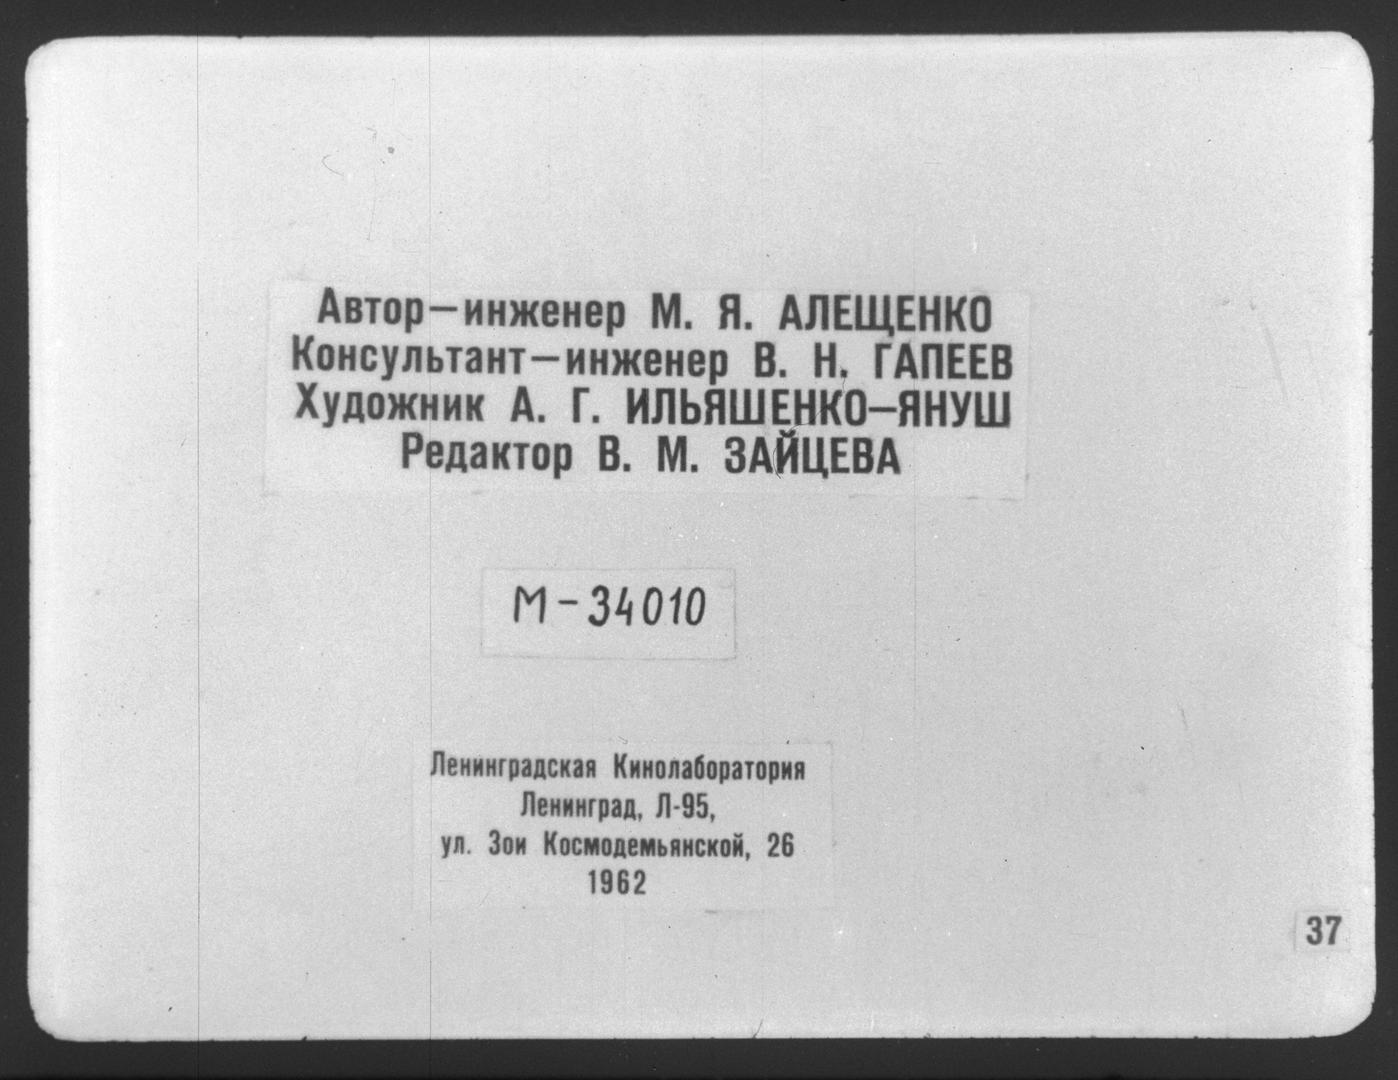 Автор—инженер М. Я. АЛЕЩЕНКО
Консультант—инженер В. Н. ГАПЕЕВ
Художник А. Г. ИЛЬЯШЕНКО—ЯНУШ
Редактор В. М. ЗАЙЦЕВА
М-34010
Ленинградская Кинолаборатория
Ленинград, Л-95,
ул. Зои Космодемьянской, 26
1962
37